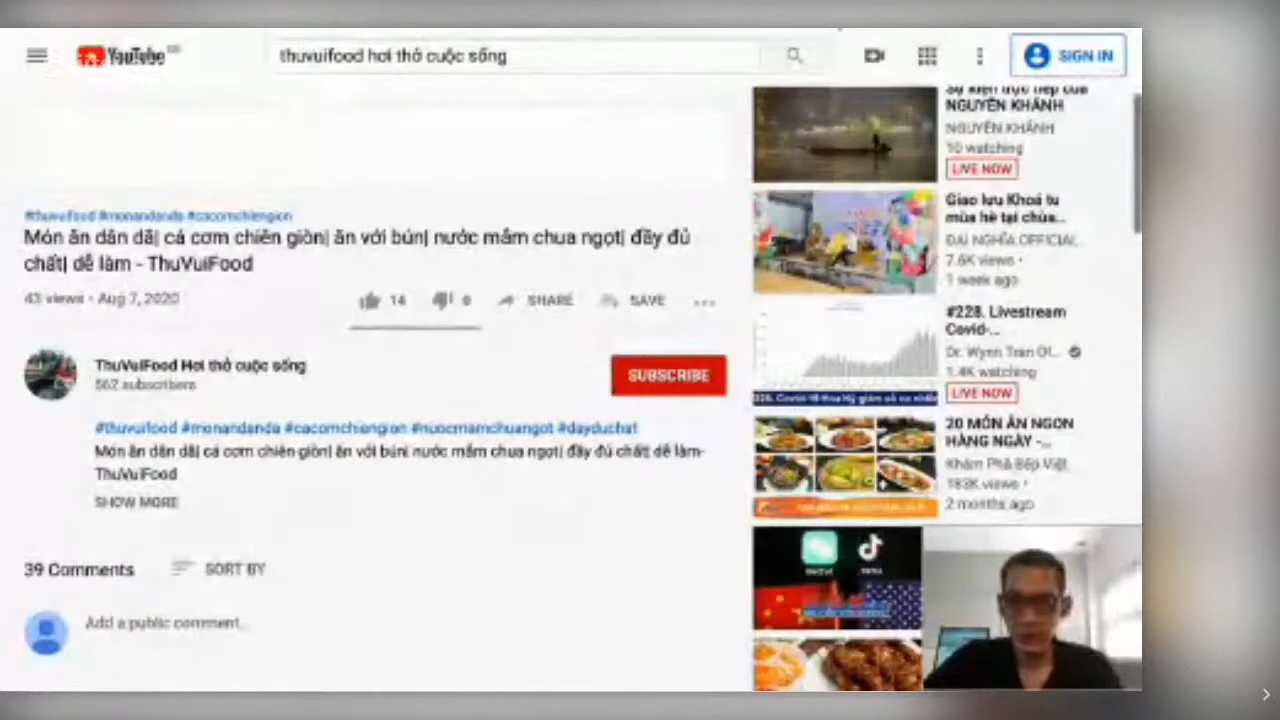 YouTube
thuvuifood hơi thở cuộc sống
SIGN IN
#thuvuifood #monandanda #cacomchiengion
Món ăn dân dã| cá cơm chiên giòn| ăn với bún| nước mắm chua ngọt| đầy đủ
chất| dễ làm - ThuVuiFood
43 views • Aug 7, 2020
14
0
SHARE
SAVE
ThuVuiFood Hơi thở cuộc sống
562 subscribers
SUBSCRIBE
#thuvuifood #monandanda #cacomchiengion #nuocmamchuangot #dayduchat
Món ăn dân dã| cá cơm chiên giòn| ăn với bún| nước mắm chua ngọt| đầy đủ chất| dễ làm-
ThuVuiFood
SHOW MORE
39 Comments
SORT BY
Add a public comment...
Sự kiện trực tiếp của
NGUYỄN KHÁNH
NGUYỄN KHÁNH
10 watching
LIVE NOW
Giao lưu Khoá tu
mùa hè tại chùa...
ĐẠI NGHĨA OFFICIAL
7.6K views •
1 week ago
#228. Livestream
Covid-...
Dr. Wynn Tran Of...
1.4K watching
LIVE NOW
20 MÓN ĂN NGON
HÀNG NGÀY -...
Khám Phá Bếp Việt
183K views •
2 months ago